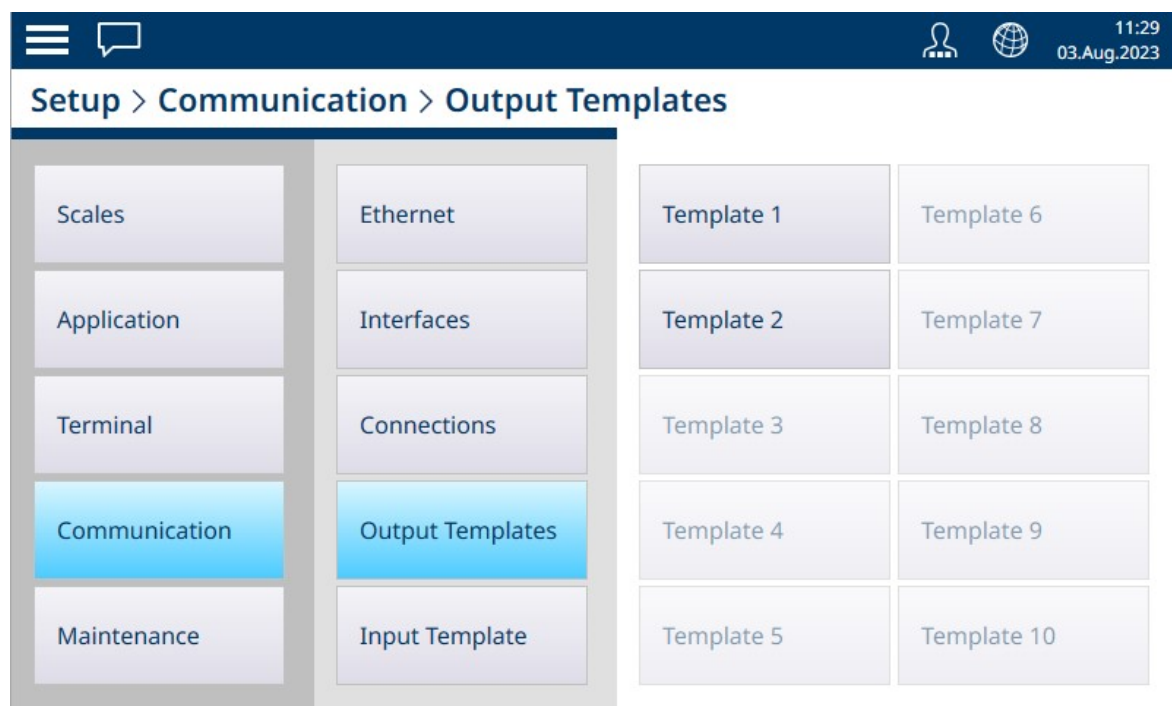 11:29
03.Aug.2023
Setup > Communication > Output Templates
Scales
Application
Terminal
Communication
Maintenance
Ethernet
Interfaces
Connections
Output Templates
Input Template
Template 1
Template 2
Template 3
Template 4
Template 5
Template 6
Template 7
Template 8
Template 9
Template 10